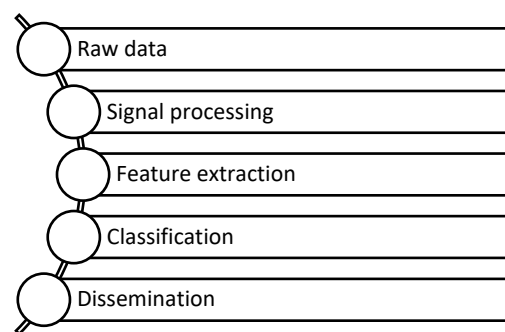 Raw data
Signal processing
Feature extraction
Classification
Dissemination